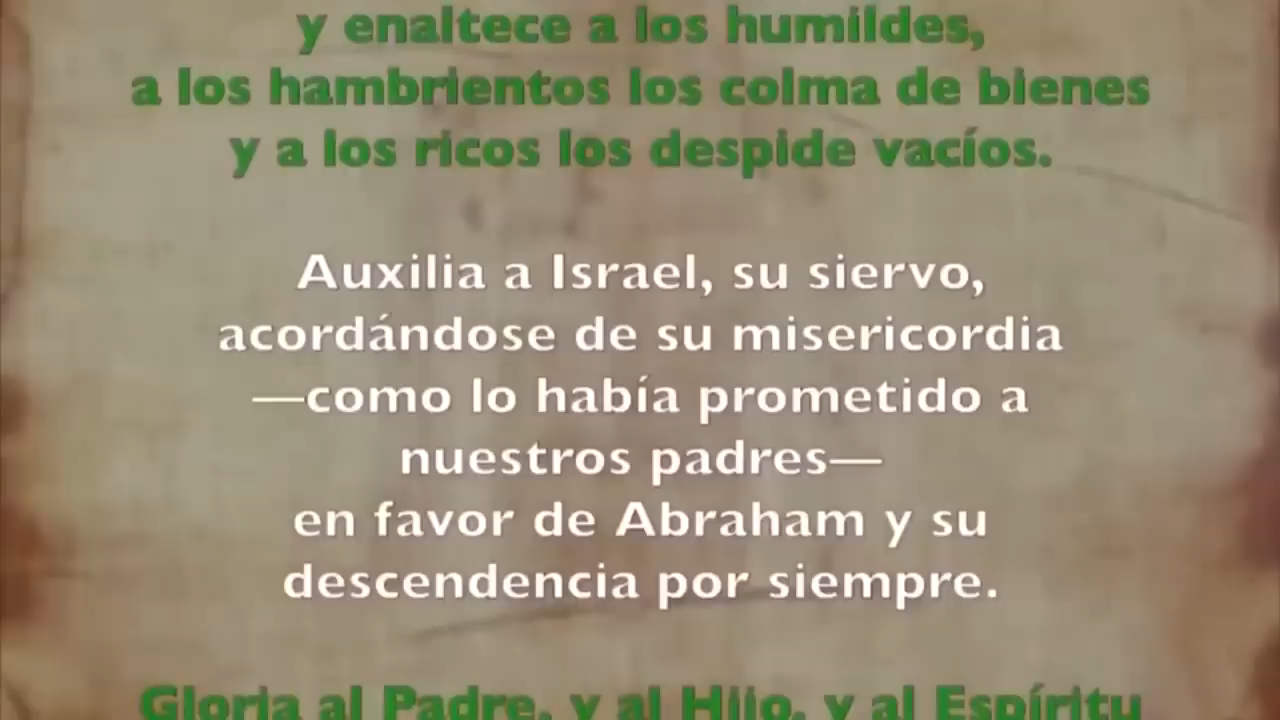 y enaltece a los humildes,
a los hambrientos los colma de bienes
y a los ricos los despide vacíos.
Auxilia a Israel, su siervo,
acordándose de su misericordia
—como lo había prometido a
nuestros padres—
en favor de Abraham y su
descendencia por siempre.
Gloria al Padre, y al Hijo, y al Espíritu